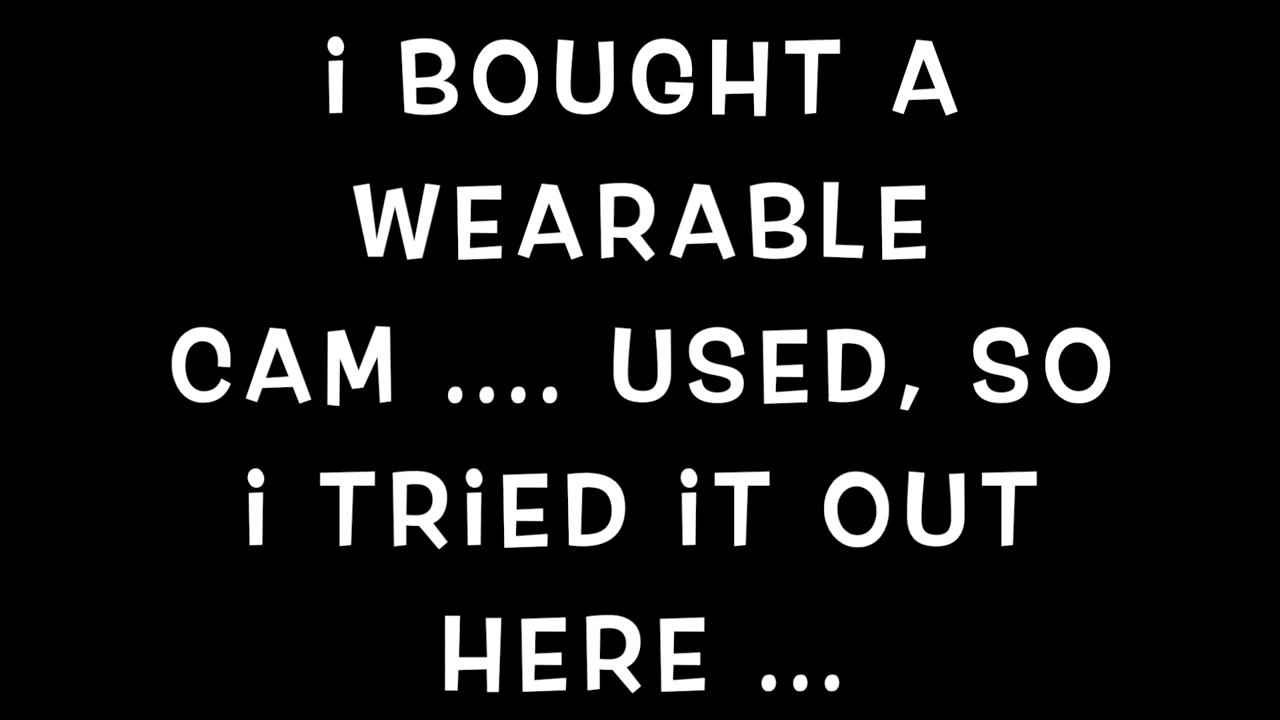 i BOUGHT A
WEARABLE
CAM .... USED, SO
i TRiED iT OUT
HERE ...